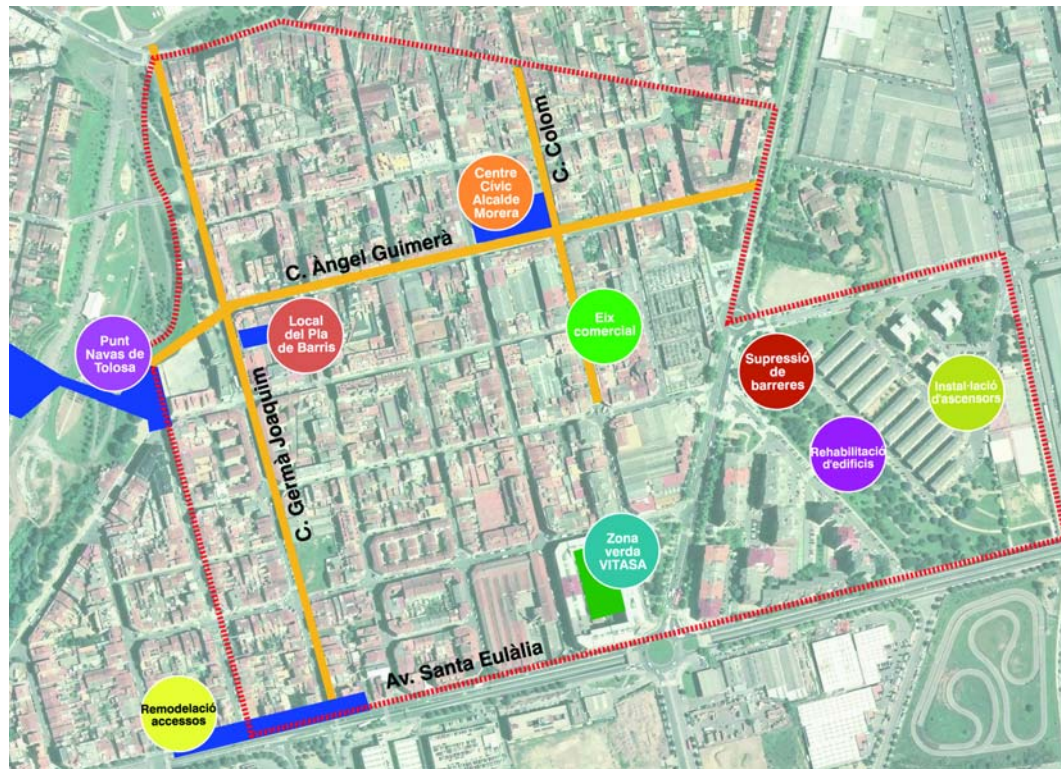 C. Colom
Centre
Cívic
Alcalde
Morera
C. Àngel Guimerà
Punt
Navas de
Tolosa
Local
del Pla
de Barris
Eix
comercial
Supressió
de
barreres
Instal·lació
d'ascensors
Rehabilitació
d'edificis
C. Germà Joaquim
Zona
verda
VITASA
Av. Santa Eulàlia
Remodelació
accessos